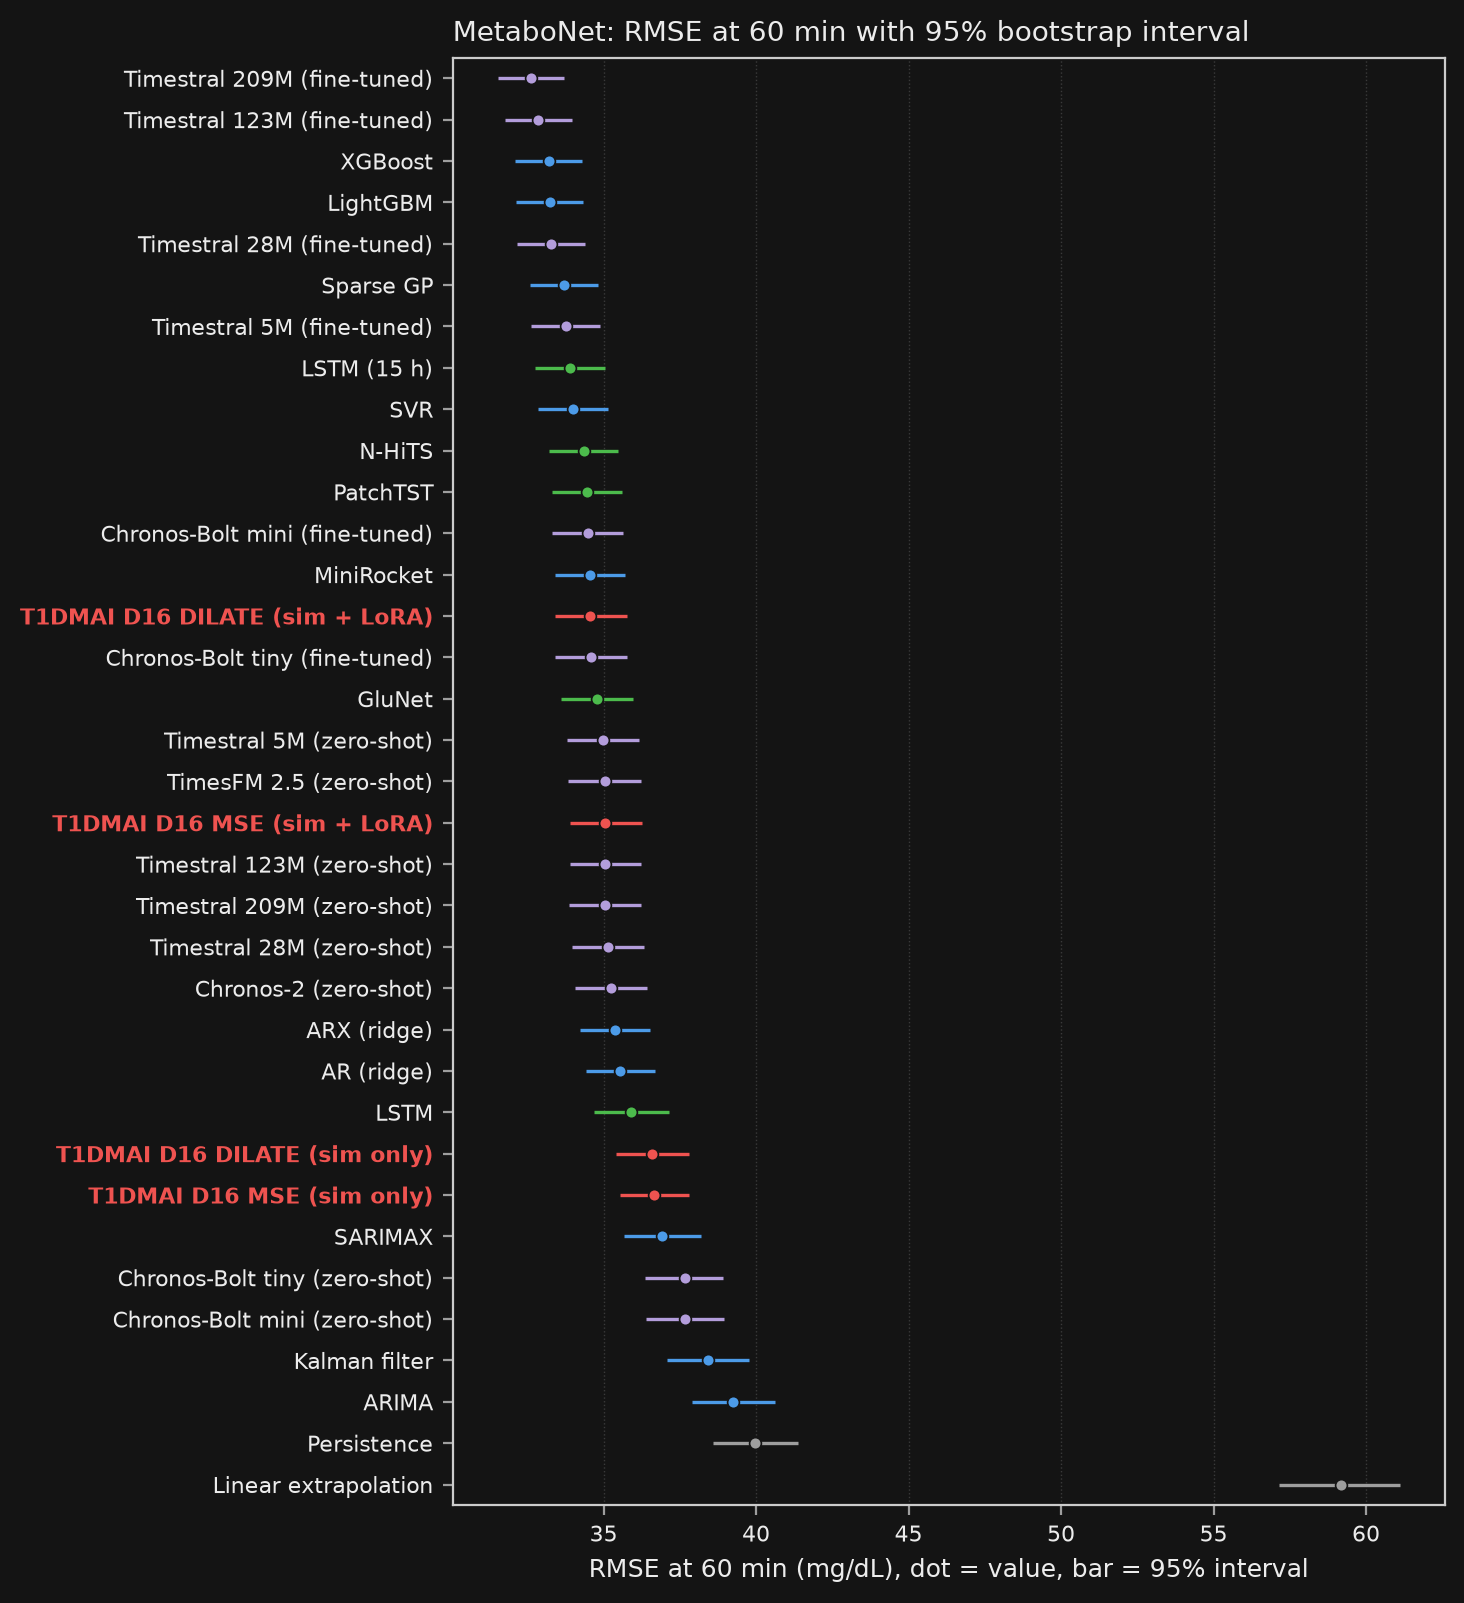 MetaboNet: RMSE at 60 min with 95% bootstrap interval
Timestral 209M (fine-tuned)
Timestral 123M (fine-tuned)
XGBoost
LightGBM
Timestral 28M (fine-tuned)
Sparse GP
Timestral 5M (fine-tuned)
LSTM (15 h)
SVR
N-HiTS
PatchTST
Chronos-Bolt mini (fine-tuned)
MiniRocket
T1DMAI D16 DILATE (sim + LoRA)
Chronos-Bolt tiny (fine-tuned)
GluNet
Timestral 5M (zero-shot)
TimesFM 2.5 (zero-shot)
T1DMAI D16 MSE (sim + LoRA)
Timestral 123M (zero-shot)
Timestral 209M (zero-shot)
Timestral 28M (zero-shot)
Chronos-2 (zero-shot)
ARX (ridge)
AR (ridge)
LSTM
T1DMAI D16 DILATE (sim only)
T1DMAI D16 MSE (sim only)
SARIMAX
Chronos-Bolt tiny (zero-shot)
Chronos-Bolt mini (zero-shot)
Kalman filter
ARIMA
Persistence
Linear extrapolation
35 40 45 50 55 60
RMSE at 60 min (mg/dL), dot = value, bar = 95% interval